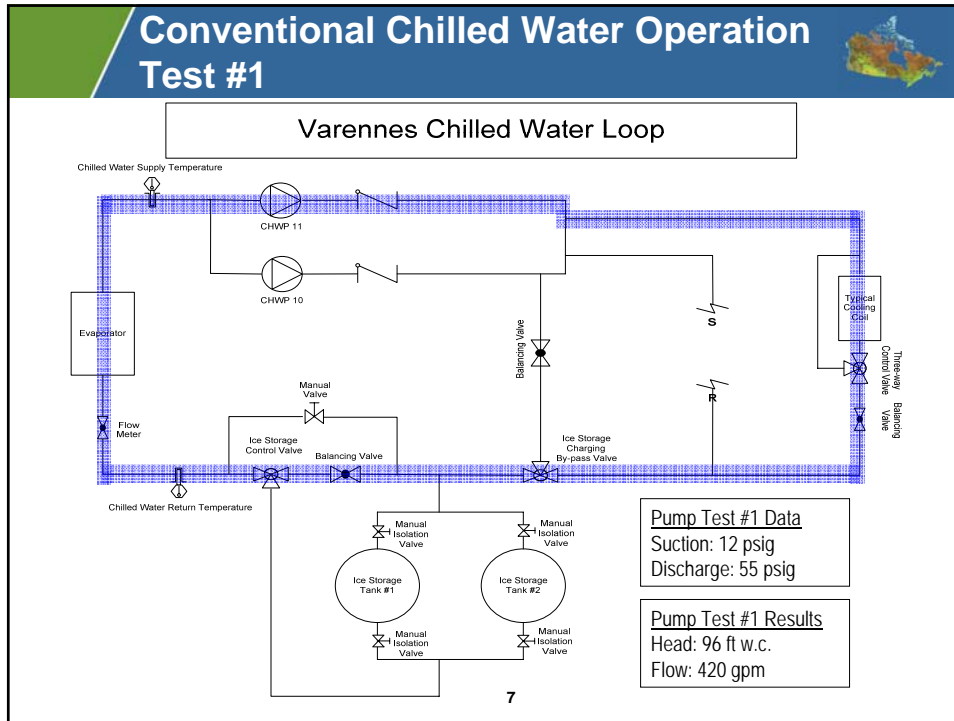 Conventional Chilled Water Operation
Test #1
Varennes Chilled Water Loop
Chilled Water Supply Temperature
CHWP 11
CHWP 10
Evaporator
Balancing Valve
S
R
Typical
Cooling
Coil
Three-way
Control Valve
Balancing
Valve
Manual
Valve
Flow
Meter
Ice Storage
Control Valve
Balancing Valve
Ice Storage
Charging
By-pass Valve
Chilled Water Return Temperature
Manual
Isolation
Valve
Manual
Isolation
Valve
Ice Storage
Tank #1
Ice Storage
Tank #2
Manual
Isolation
Valve
Manual
Isolation
Valve
Pump Test #1 Data
Suction: 12 psig
Discharge: 55 psig
Pump Test #1 Results
Head: 96 ft w.c.
Flow: 420 gpm
7